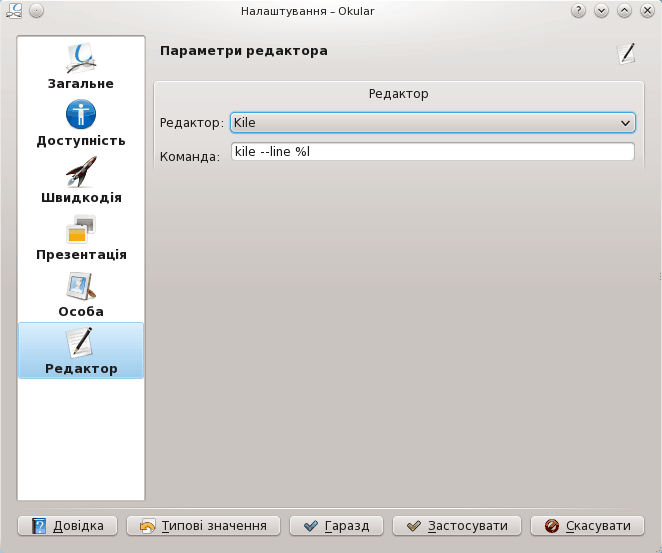 Налаштування – Okular
Загальне
Доступність
Швидкодія
Презентація
Особа
Редактор
Параметри редактора
Редактор
Редактор: Kile
Команда: kile --line %l
Довідка
Типові значення
Гаразд
Застосувати
Скасувати